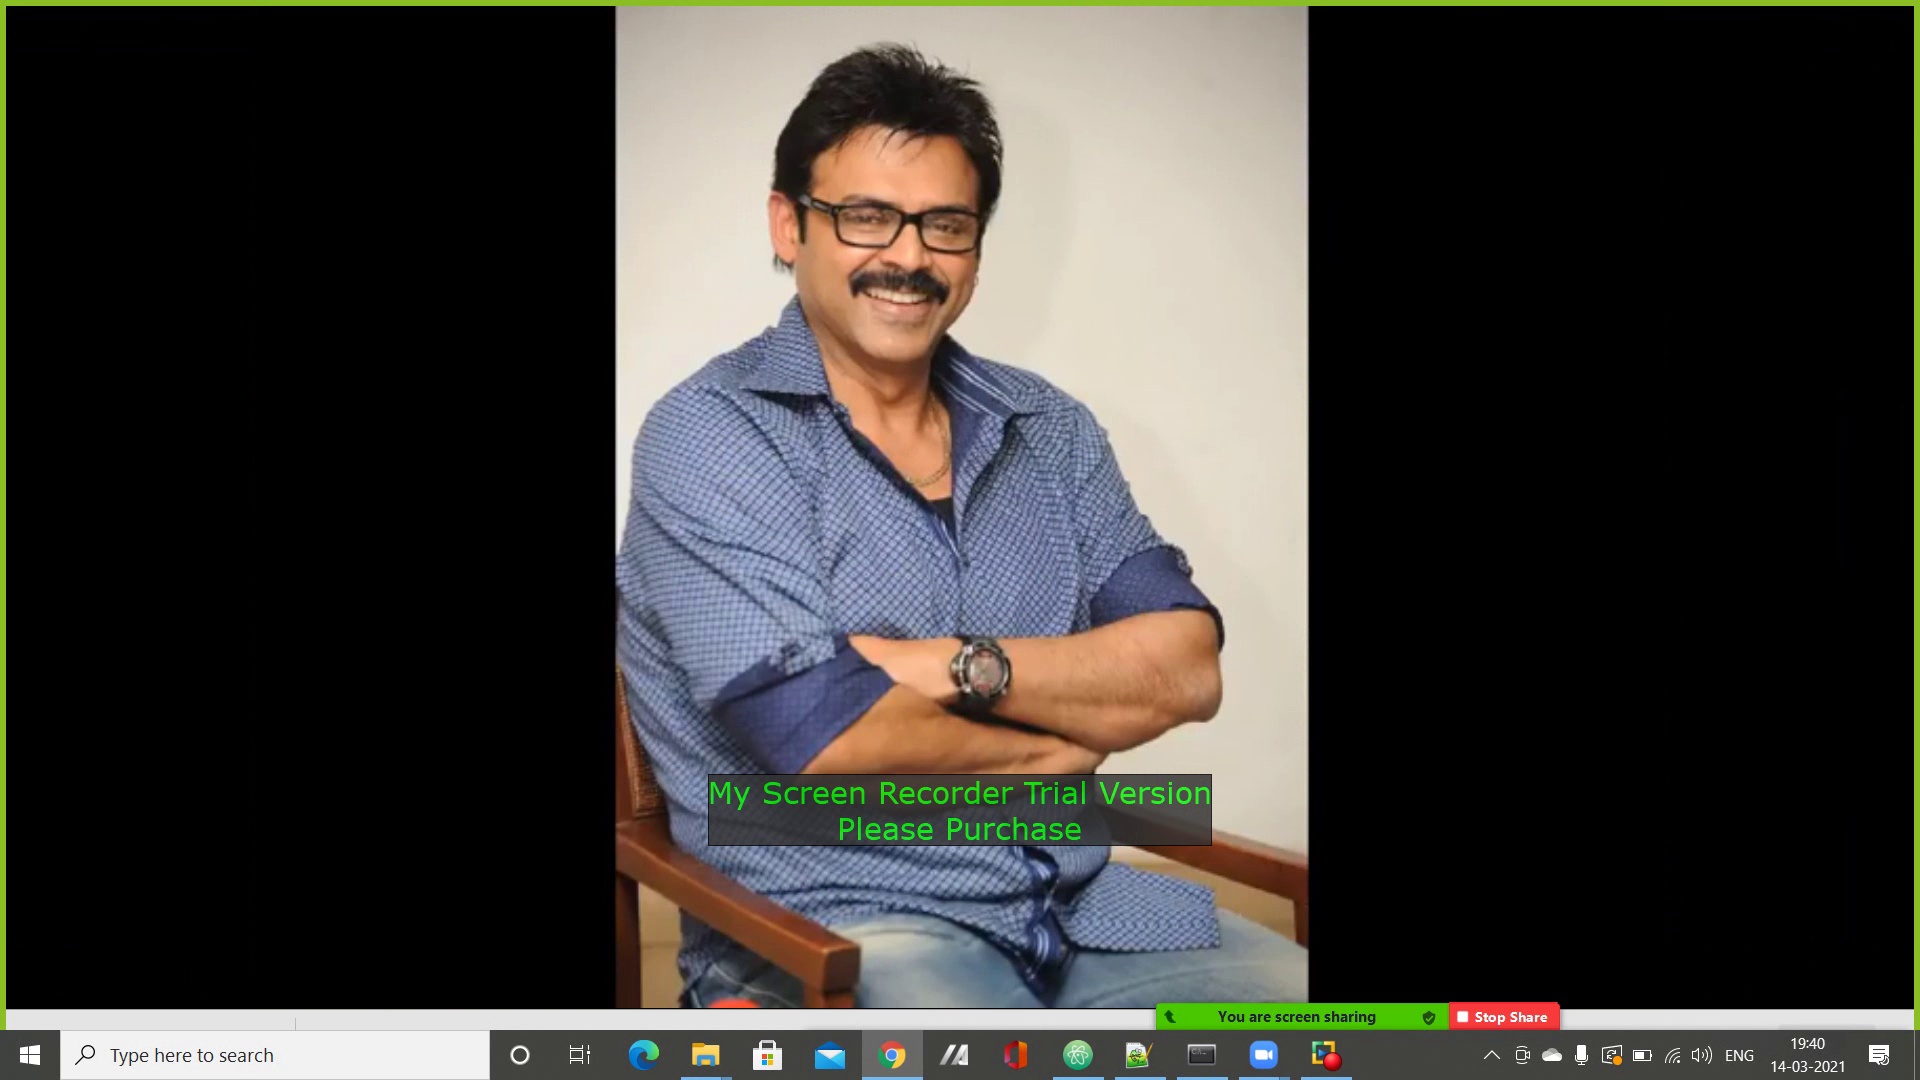 My Screen Recorder Trial Version
Please Purchase
You are screen sharing
Stop Share
Type here to search
ENG
19:40
14-03-2021